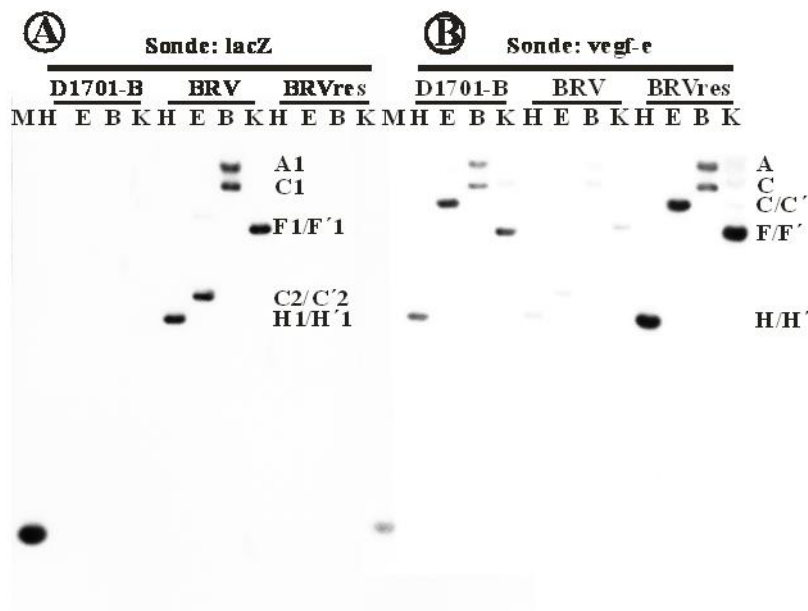 A
Sonde: lacZ
D1701-B BRV BRVres
M H E B K H E B K H E B K M
A1
C1
F1/F´1
C2/C´2
H1/H´1
B
Sonde: vegf-e
D1701-B BRV BRVres
H E B K H E B K H E B K
A
C
C/C´
F/F´
H/H´